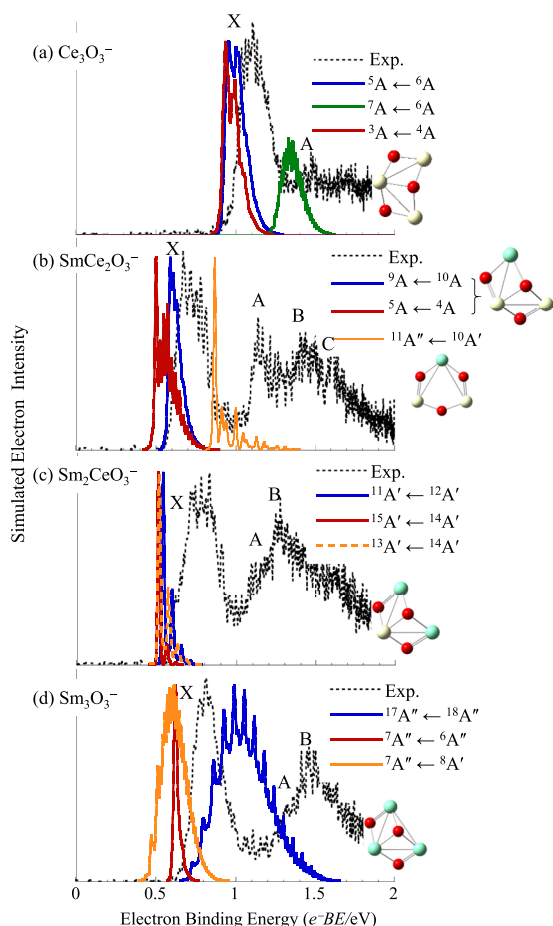 X
(a) Ce₃O₃⁻
Exp.
⁵A ← ⁶A
⁷A ← ⁶A
³A ← ⁴A
A
X
(b) SmCe₂O₃⁻
Exp.
⁹A ← ¹⁰A
⁵A ← ⁴A
¹¹A″ ← ¹⁰A′
A
B
C
(c) Sm₂CeO₃⁻
X
Exp.
¹¹A′ ← ¹²A′
¹⁵A′ ← ¹⁴A′
¹³A′ ← ¹⁴A′
B
A
(d) Sm₃O₃⁻
X
Exp.
¹⁷A″ ← ¹⁸A″
⁷A″ ← ⁶A″
⁷A″ ← ⁸A′
B
A
Simulated Electron Intensity
0 0.5 1 1.5 2
Electron Binding Energy (e⁻BE/eV)